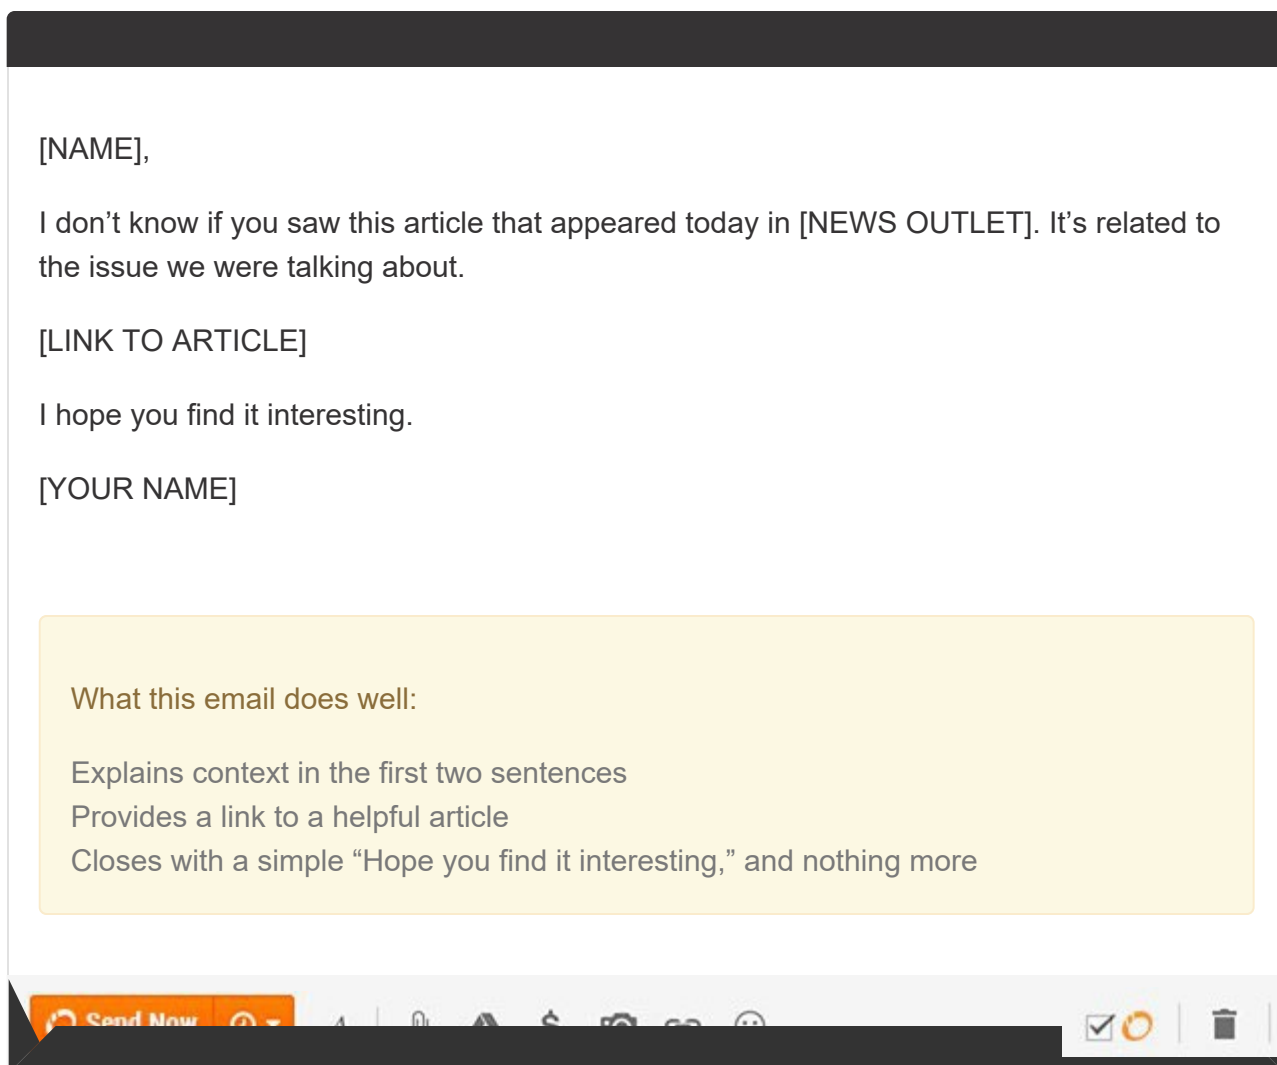 [NAME],
I don’t know if you saw this article that appeared today in [NEWS OUTLET]. It’s related to
the issue we were talking about.
[LINK TO ARTICLE]
I hope you find it interesting.
[YOUR NAME]
What this email does well:
Explains context in the first two sentences
Provides a link to a helpful article
Closes with a simple “Hope you find it interesting,” and nothing more
Send Now